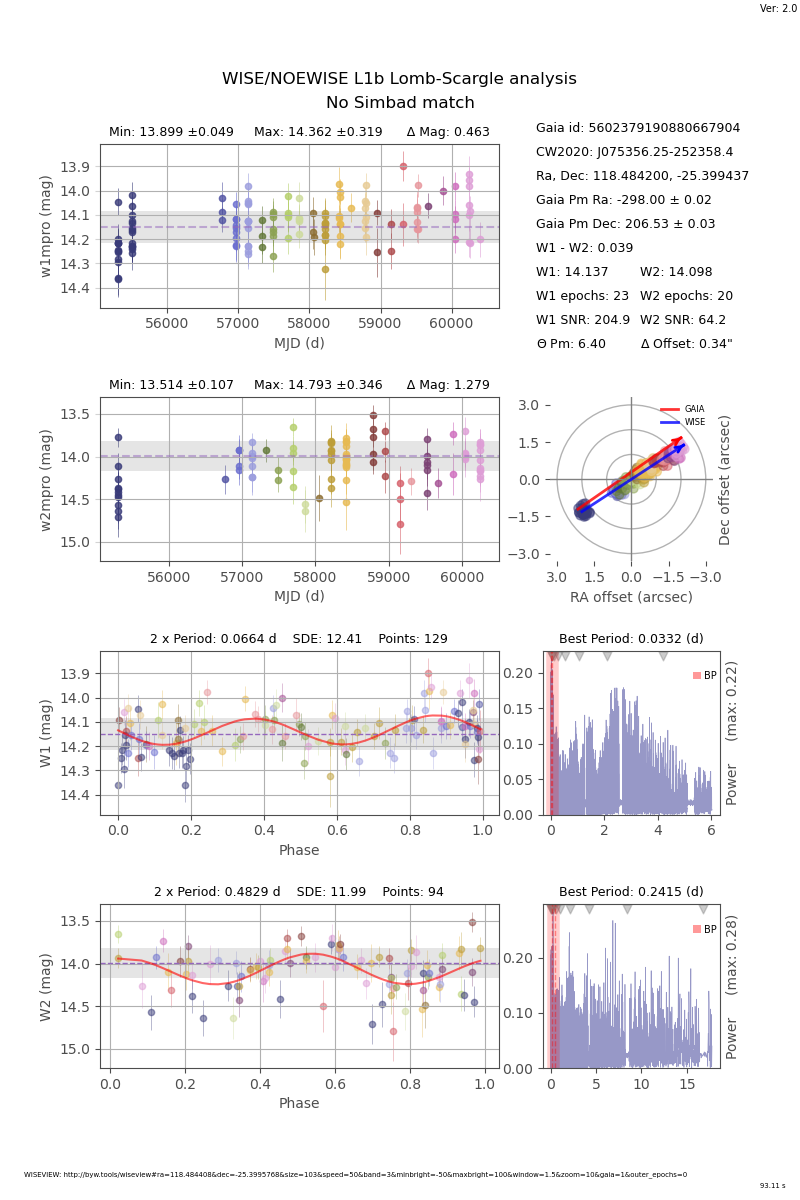 Ver: 2.0
WISE/NOEWISE L1b Lomb-Scargle analysis
No Simbad match
Min: 13.899 ±0.049 Max: 14.362 ±0.319 Δ Mag: 0.463
13.9
14.0
14.1
14.2
14.3
14.4
w1mpro (mag)
56000 57000 58000 59000 60000
MJD (d)
Gaia id: 5602379190880667904
CW2020: J075356.25-252358.4
Ra, Dec: 118.484200, -25.399437
Gaia Pm Ra: -298.00 ± 0.02
Gaia Pm Dec: 206.53 ± 0.03
W1 - W2: 0.039
W1: 14.137 W2: 14.098
W1 epochs: 23 W2 epochs: 20
W1 SNR: 204.9 W2 SNR: 64.2
Θ Pm: 6.40 Δ Offset: 0.34"
Min: 13.514 ±0.107 Max: 14.793 ±0.346 Δ Mag: 1.279
13.5
14.0
14.5
15.0
w2mpro (mag)
56000 57000 58000 59000 60000
MJD (d)
GAIA
WISE
3.0
1.5
0.0
−1.5
−3.0
3.0 1.5 0.0 −1.5 −3.0
RA offset (arcsec)
Dec offset (arcsec)
2 x Period: 0.0664 d SDE: 12.41 Points: 129
13.9
14.0
14.1
14.2
14.3
14.4
W1 (mag)
0.0 0.2 0.4 0.6 0.8 1.0
Phase
Best Period: 0.0332 (d)
BP
0.20
0.15
0.10
0.05
0.00
0 2 4 6
Power (max: 0.22)
2 x Period: 0.4829 d SDE: 11.99 Points: 94
13.5
14.0
14.5
15.0
W2 (mag)
0.0 0.2 0.4 0.6 0.8 1.0
Phase
Best Period: 0.2415 (d)
BP
0.20
0.10
0.00
0 5 10 15
Power (max: 0.28)
WISEVIEW: http://byw.tools/wiseview#ra=118.484408&dec=-25.3995768&size=103&speed=50&band=3&minbright=-50&maxbright=100&window=1.5&zoom=10&gaia=1&outer_epochs=0
93.11 s